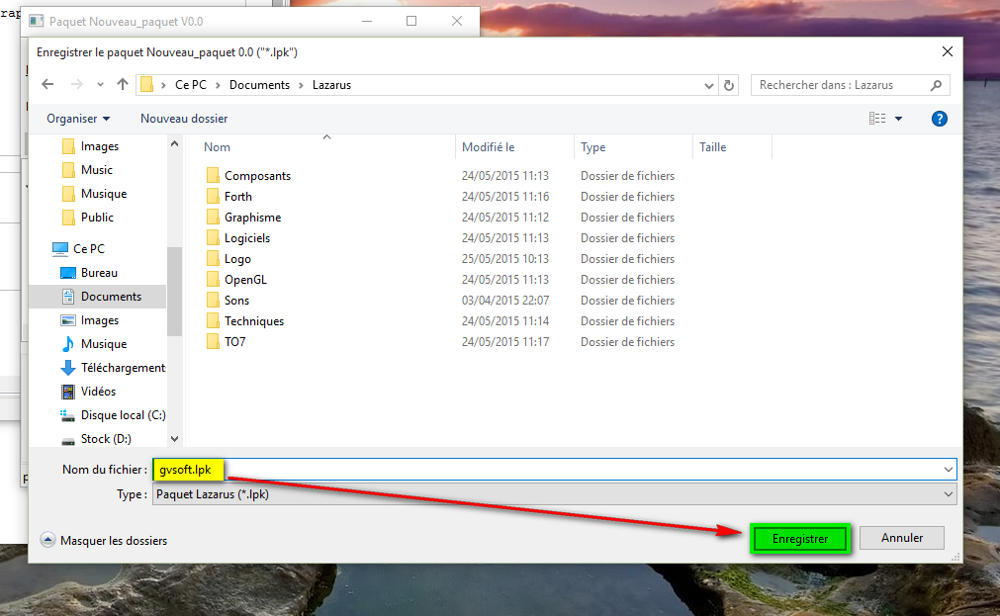 rap
Paquet Nouveau_paquet V0.0
Enregistrer le paquet Nouveau_paquet 0.0 ("*.lpk")
Ce PC > Documents > Lazarus
Rechercher dans : Lazarus
Organiser
Nouveau dossier
?
Images
Music
Musique
Public
Ce PC
Bureau
Documents
Images
Musique
Téléchargement
Vidéos
Disque local (C:)
Stock (D:)
Nom Modifié le Type Taille
Composants 24/05/2015 11:13 Dossier de fichiers
Forth 24/05/2015 11:16 Dossier de fichiers
Graphisme 24/05/2015 11:12 Dossier de fichiers
Logiciels 24/05/2015 11:13 Dossier de fichiers
Logo 25/05/2015 10:13 Dossier de fichiers
OpenGL 24/05/2015 11:13 Dossier de fichiers
Sons 03/04/2015 22:07 Dossier de fichiers
Techniques 24/05/2015 11:14 Dossier de fichiers
TO7 24/05/2015 11:17 Dossier de fichiers
Nom du fichier : gvsoft.lpk
Type : Paquet Lazarus (*.lpk)
Masquer les dossiers
Enregistrer
Annuler